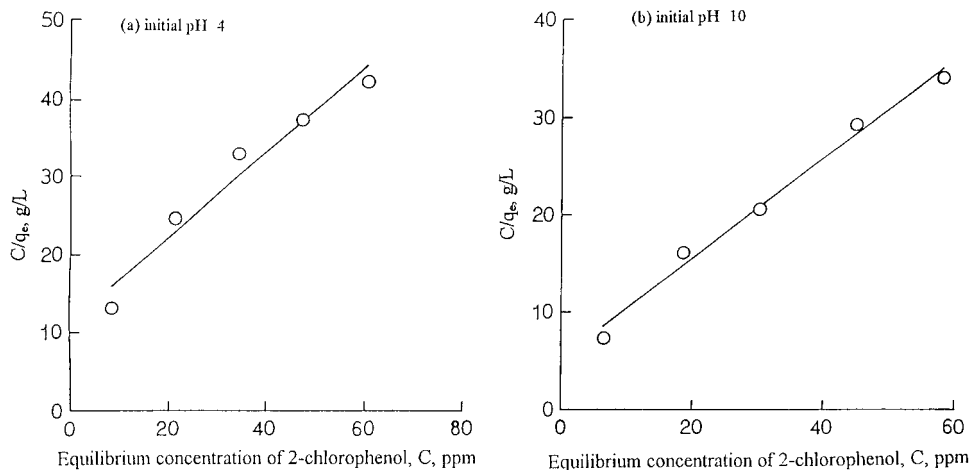 (a) initial pH 4
50
40
30
20
10
0
C/qe, g/L
0 20 40 60 80
Equilibrium concentration of 2-chlorophenol, C, ppm
(b) initial pH 10
40
30
20
10
0
C/qe, g/L
0 20 40 60
Equilibrium concentration of 2-chlorophenol, C, ppm